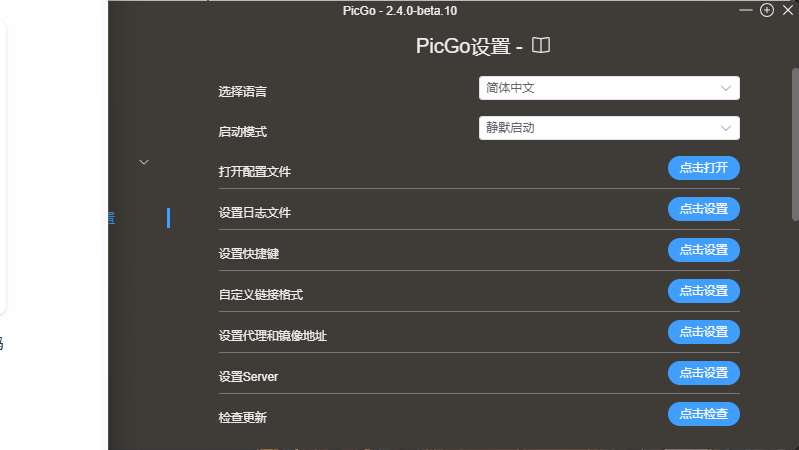 PicGo - 2.4.0-beta.10
PicGo设置 -
选择语言 简体中文
启动模式 静默启动
打开配置文件 点击打开
设置日志文件 点击设置
设置快捷键 点击设置
自定义链接格式 点击设置
设置代理和镜像地址 点击设置
设置Server 点击设置
检查更新 点击检查